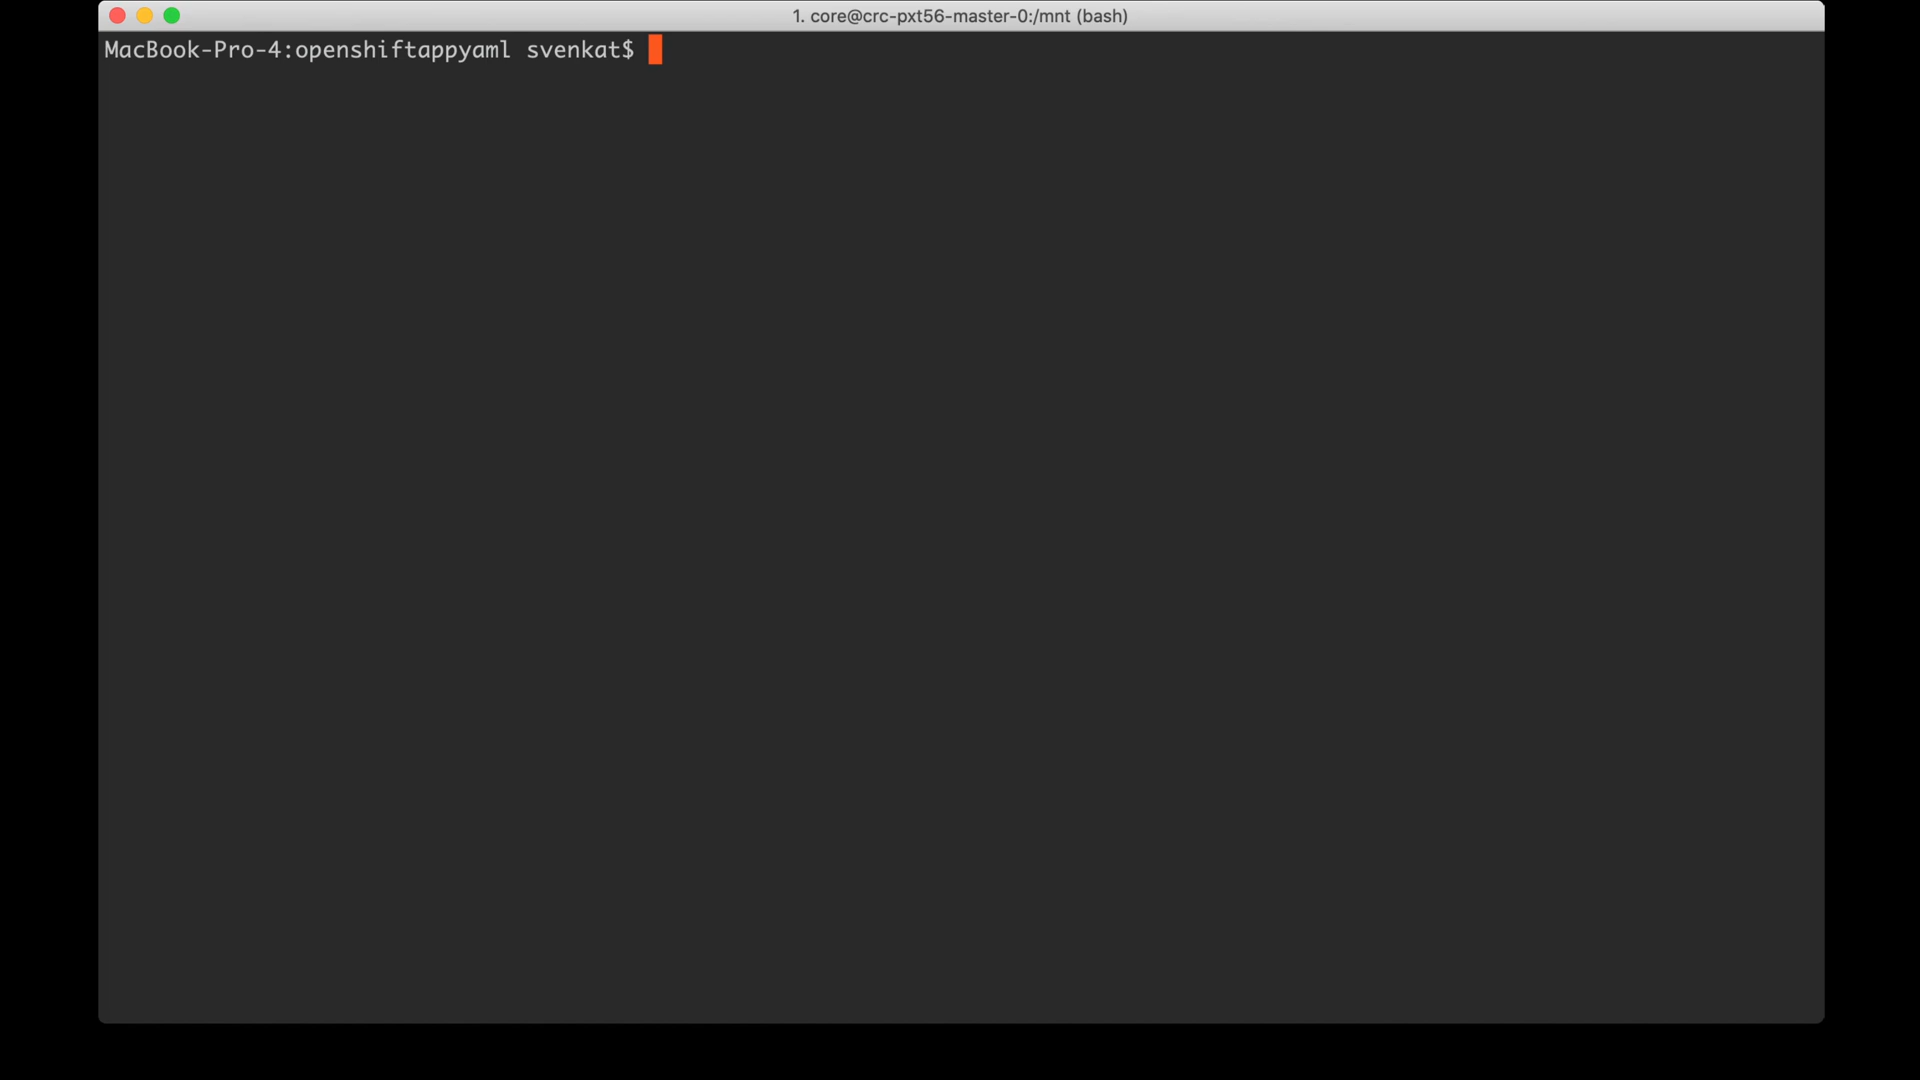 1. core@crc-pxt56-master-0:/mnt (bash)
MacBook-Pro-4:openshiftappyaml svenkat$